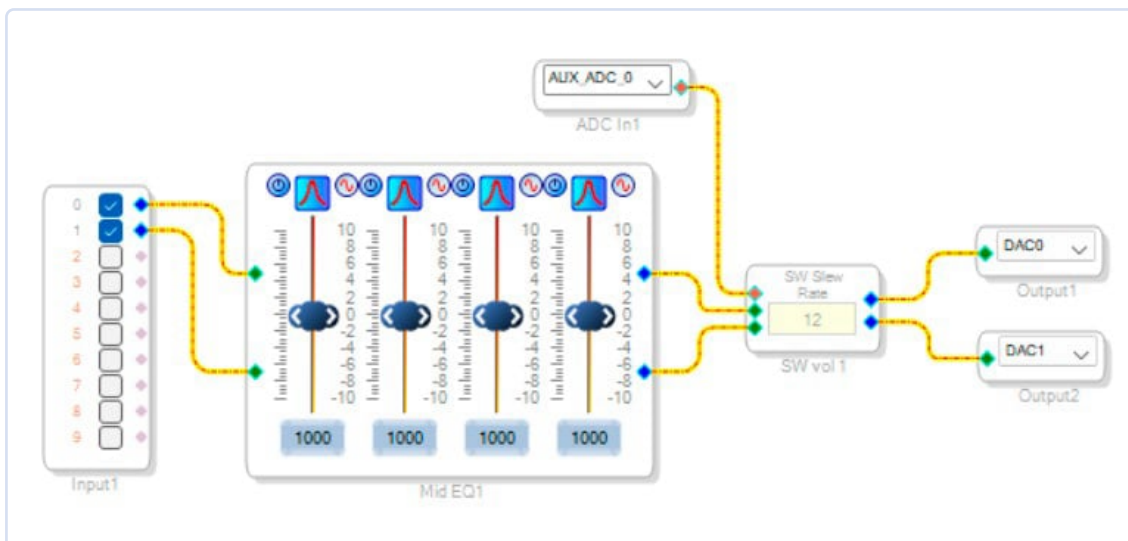 AUX_ADC_0
ADC In1
0
1
2
3
4
5
6
7
8
9
Input1
10 10 10 10
8 8 8 8
6 6 6 6
4 4 4 4
2 2 2 2
0 0 0 0
-2 -2 -2 -2
-4 -4 -4 -4
-6 -6 -6 -6
-8 -8 -8 -8
-10 -10 -10 -10
1000 1000 1000 1000
Mid EQ1
SW Slew
Rate
12
SW vol 1
DAC0
Output1
DAC1
Output2